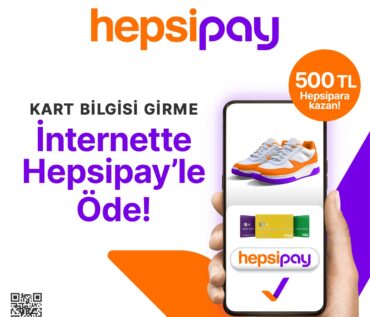 hepsipay
500 TL
Hepsipara
kazan!
KART BİLGİSİ GİRME
İnternette
Hepsipay’le
Öde!
hepsipay